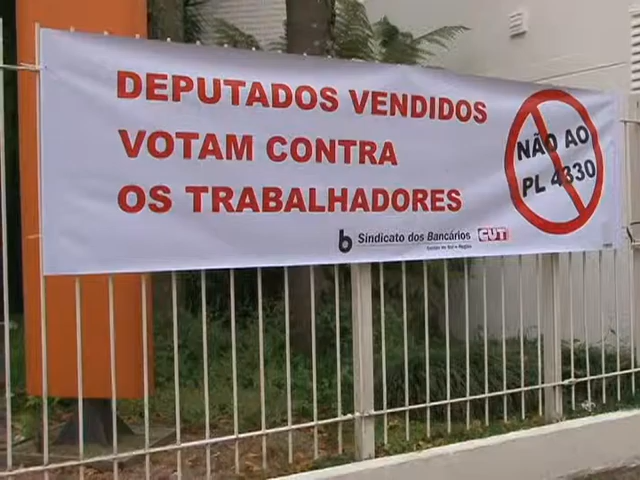 DEPUTADOS VENDIDOS
VOTAM CONTRA
OS TRABALHADORES
NÃO AO
PL 4330
b Sindicato dos Bancários CUT